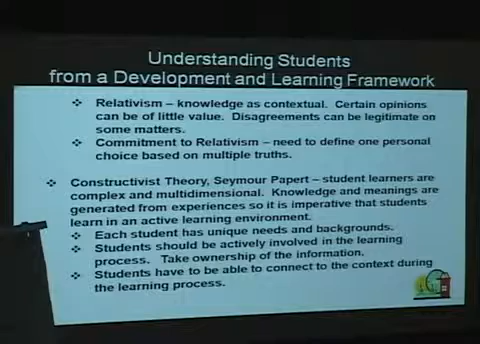 Understanding Students
from a Development and Learning Framework
Relativism – knowledge as contextual. Certain opinions
can be of little value. Disagreements can be legitimate on
some matters.
Commitment to Relativism – need to define one personal
choice based on multiple truths.
Constructivist Theory, Seymour Papert – student learners are
complex and multidimensional. Knowledge and meanings are
generated from experiences so it is imperative that students
learn in an active learning environment.
Each student has unique needs and backgrounds.
Students should be actively involved in the learning
process. Take ownership of the information.
Students have to be able to connect to the context during
the learning process.